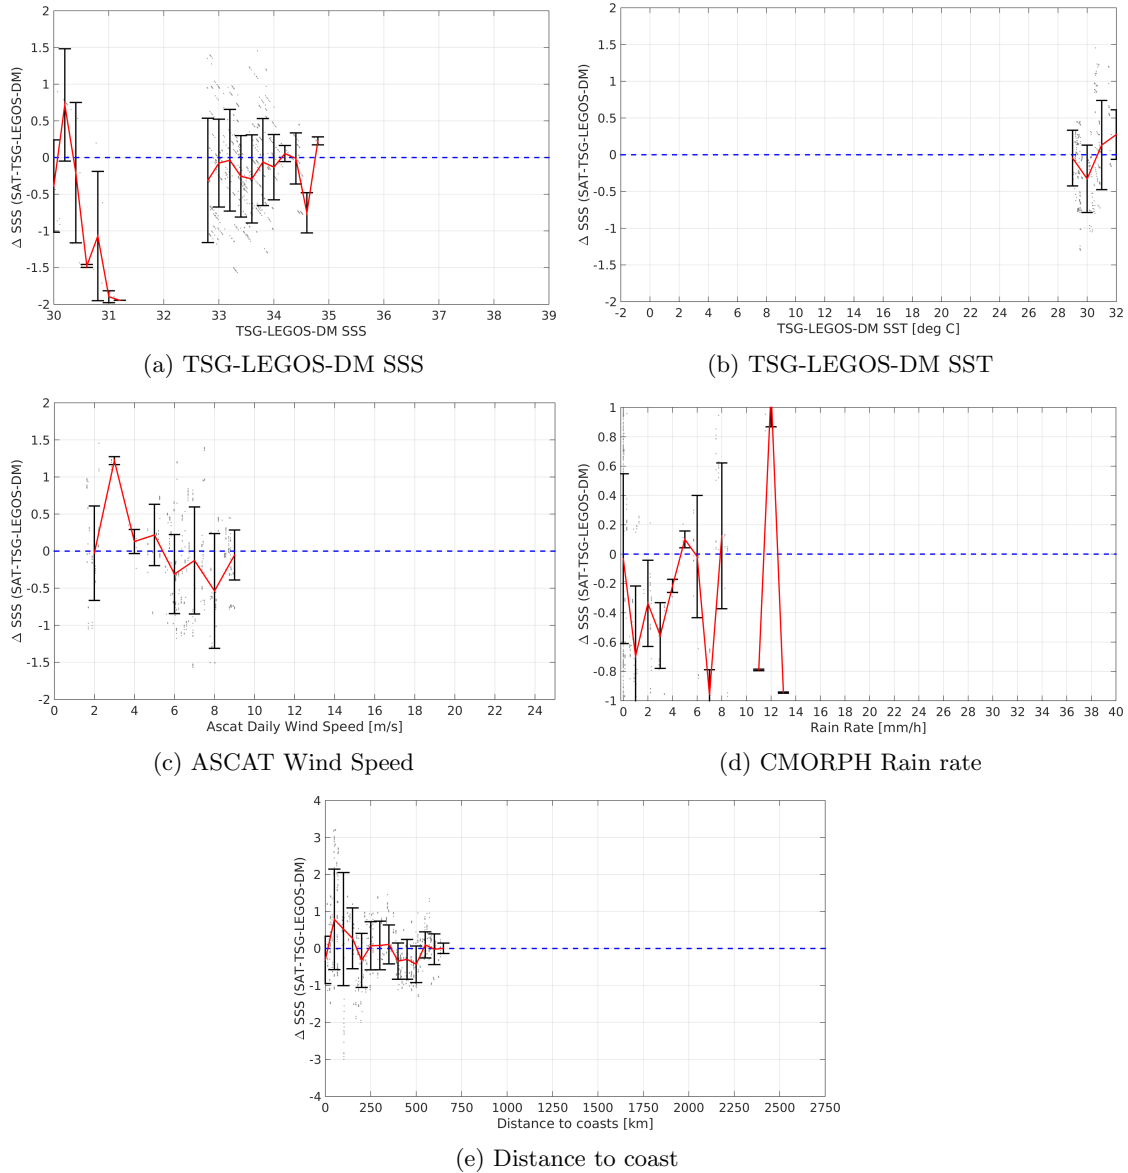 2
1.5
1
0.5
0
-0.5
-1
-1.5
-2
Δ SSS (SAT-TSG-LEGOS-DM)
30 31 32 33 34 35 36 37 38 39
TSG-LEGOS-DM SSS
(a) TSG-LEGOS-DM SSS
2
1.5
1
0.5
0
-0.5
-1
-1.5
-2
Δ SSS (SAT-TSG-LEGOS-DM)
-2 0 2 4 6 8 10 12 14 16 18 20 22 24 26 28 30 32
TSG-LEGOS-DM SST [deg C]
(b) TSG-LEGOS-DM SST
2
1.5
1
0.5
0
-0.5
-1
-1.5
-2
Δ SSS (SAT-TSG-LEGOS-DM)
0 2 4 6 8 10 12 14 16 18 20 22 24
Ascat Daily Wind Speed [m/s]
(c) ASCAT Wind Speed
1
0.8
0.6
0.4
0.2
0
-0.2
-0.4
-0.6
-0.8
-1
Δ SSS (SAT-TSG-LEGOS-DM)
0 2 4 6 8 10 12 14 16 18 20 22 24 26 28 30 32 34 36 38 40
Rain Rate [mm/h]
(d) CMORPH Rain rate
4
3
2
1
0
-1
-2
-3
-4
Δ SSS (SAT-TSG-LEGOS-DM)
0 250 500 750 1000 1250 1500 1750 2000 2250 2500 2750
Distance to coasts [km]
(e) Distance to coast